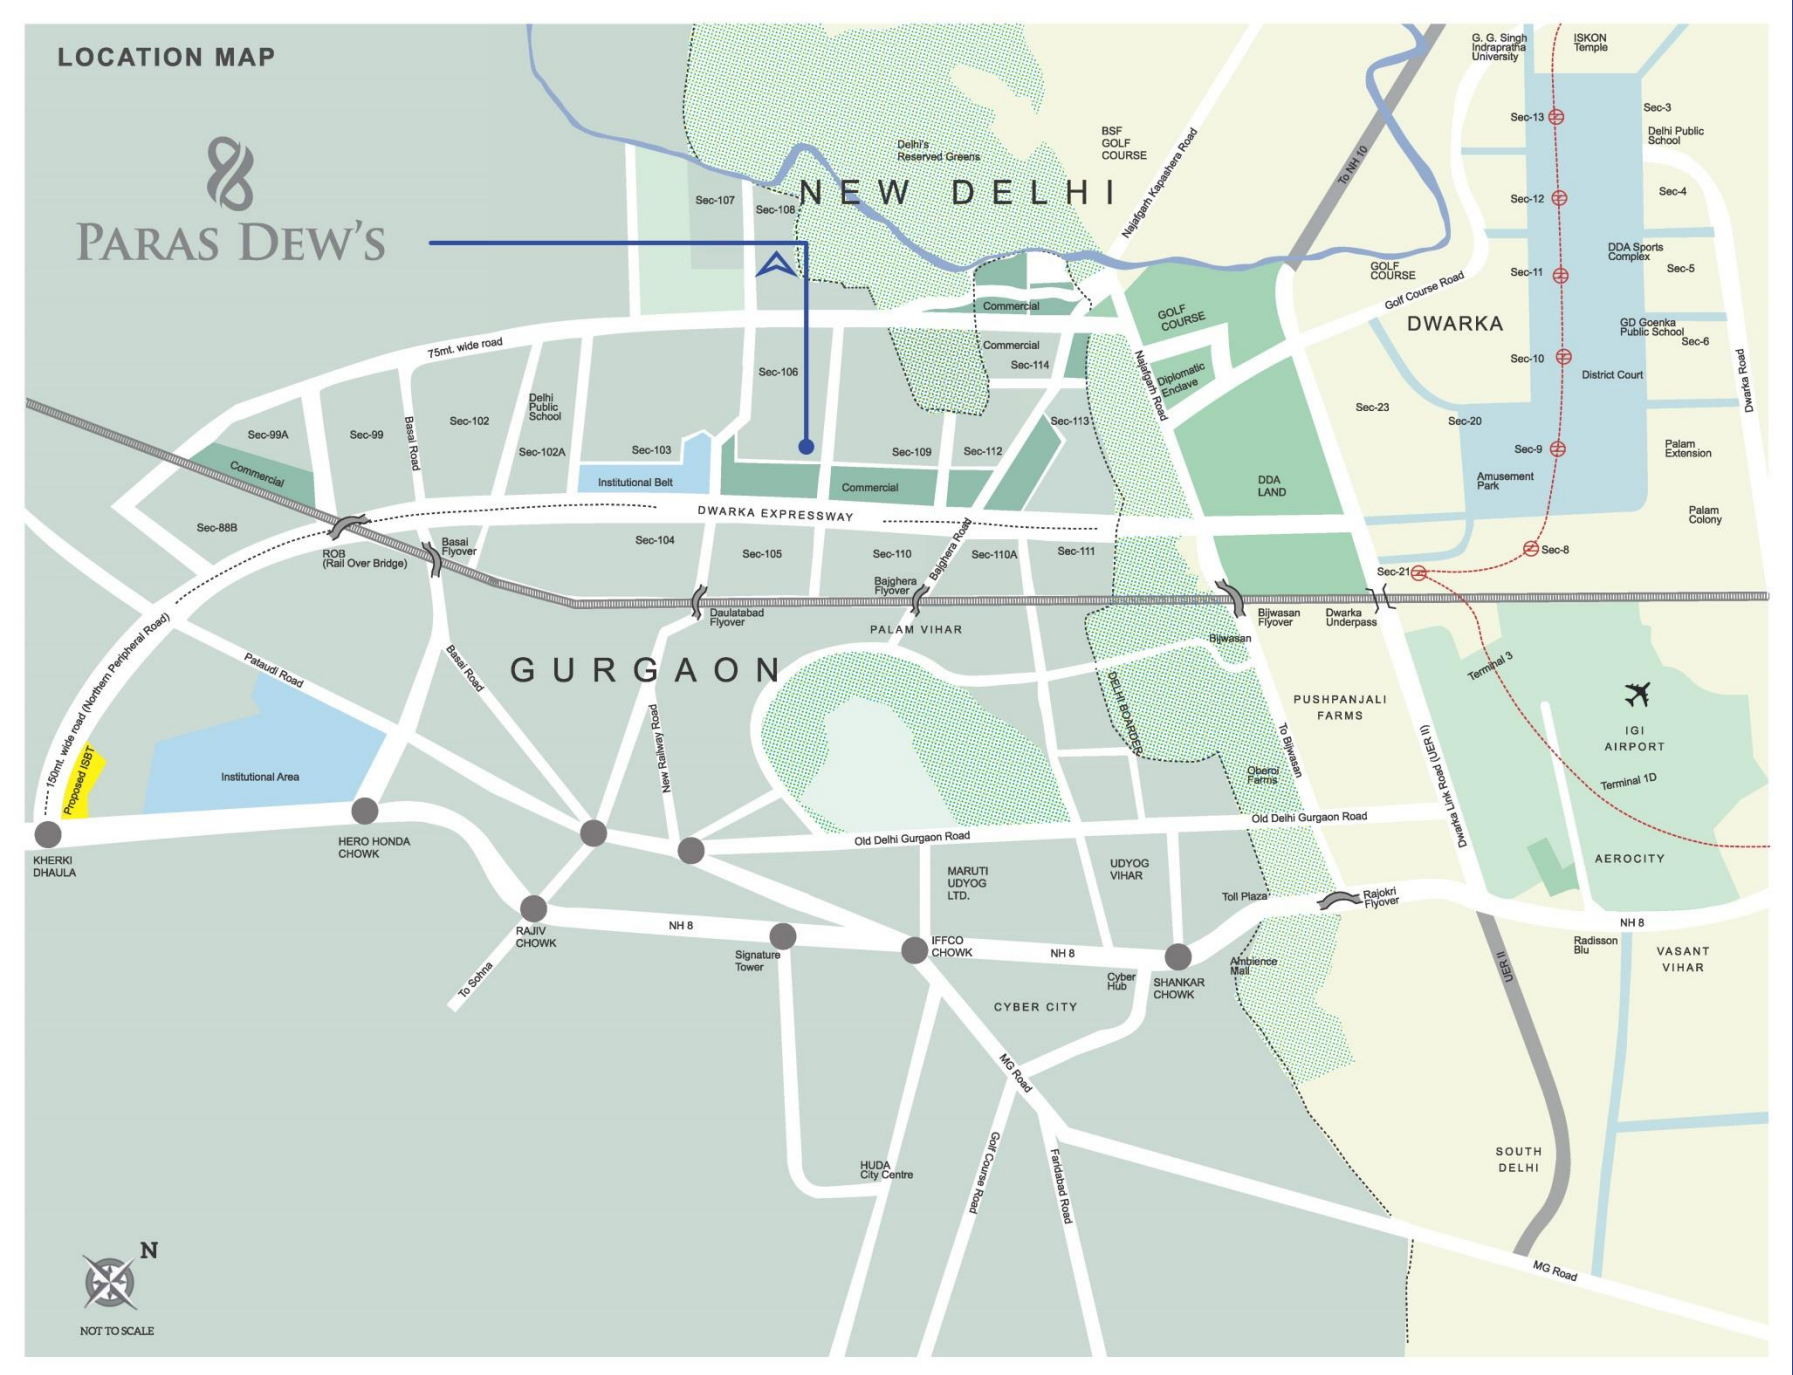 LOCATION MAP
PARAS DEW'S
NEW DELHI
Delhi's
Reserved Greens
BSF
GOLF
COURSE
Najafgarh Kapashera Road
To NH 10
G. G. Singh
Indrapratha
University
ISKON
Temple
Sec-13
Sec-3
Delhi Public
School
Sec-12
Sec-4
DDA Sports
Complex
Sec-5
Sec-11
GOLF
COURSE
Golf Course Road
DWARKA
GD Goenka
Public School
Sec-6
Sec-10
District Court
Dwarka Road
Sec-23
Sec-20
Sec-9
Palam
Extension
Amusement
Park
Palam
Colony
Sec-8
Sec-21
Sec-107
Sec-108
Commercial
Commercial
Sec-114
GOLF
COURSE
Diplomatic
Enclave
Najafgarh Road
75mt. wide road
Sec-106
Delhi
Public
School
Sec-99A
Sec-99
Basai Road
Sec-102
Sec-102A
Sec-103
Sec-109
Sec-112
Sec-113
Commercial
Institutional Belt
Commercial
DDA
LAND
DWARKA EXPRESSWAY
Sec-88B
ROB
(Rail Over Bridge)
Basai
Flyover
Sec-104
Sec-105
Sec-110
Bajghera Road
Sec-110A
Sec-111
Bajghera
Flyover
Daulatabad
Flyover
PALAM VIHAR
Bijwasan
Bijwasan
Flyover
Dwarka
Underpass
GURGAON
150mt. wide road (Northern Peripheral Road)
Pataudi Road
Basai Road
New Railway Road
DELHI BOARDER
To Bijwasan
PUSHPANJALI
FARMS
Dwarka Link Road (UER II)
Terminal 3
IGI
AIRPORT
Terminal 1D
Proposed ISBT
Institutional Area
Oberoi
Farms
Old Delhi Gurgaon Road
Old Delhi Gurgaon Road
KHERKI
DHAULA
HERO HONDA
CHOWK
MARUTI
UDYOG
LTD.
UDYOG
VIHAR
Toll Plaza
Rajokri
Flyover
AEROCITY
RAJIV
CHOWK
NH 8
Signature
Tower
IFFCO
CHOWK
NH 8
Cyber
Hub
SHANKAR
CHOWK
Ambience
Mall
NH 8
Radisson
Blu
VASANT
VIHAR
UER II
To Sohna
CYBER CITY
MG Road
HUDA
City Centre
Golf Course Road
Faridabad Road
SOUTH
DELHI
MG Road
N
NOT TO SCALE